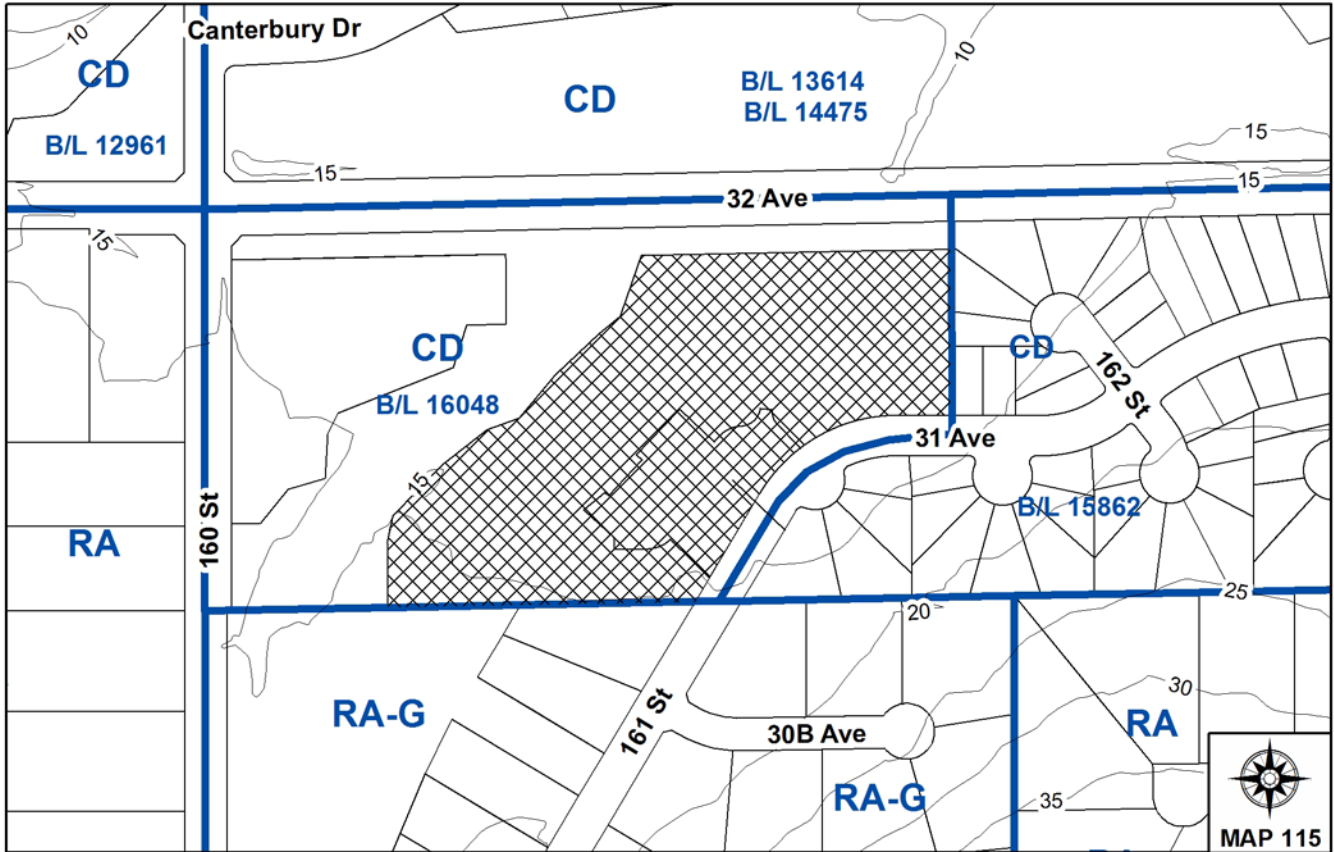 Canterbury Dr
10
10
CD
CD
B/L 13614
B/L 14475
B/L 12961
15
15
15
32 Ave
15
CD
CD
162 St
B/L 16048
31 Ave
15
B/L 15862
160 St
RA
25
20
30
RA-G
161 St
RA
30B Ave
RA-G
35
MAP 115